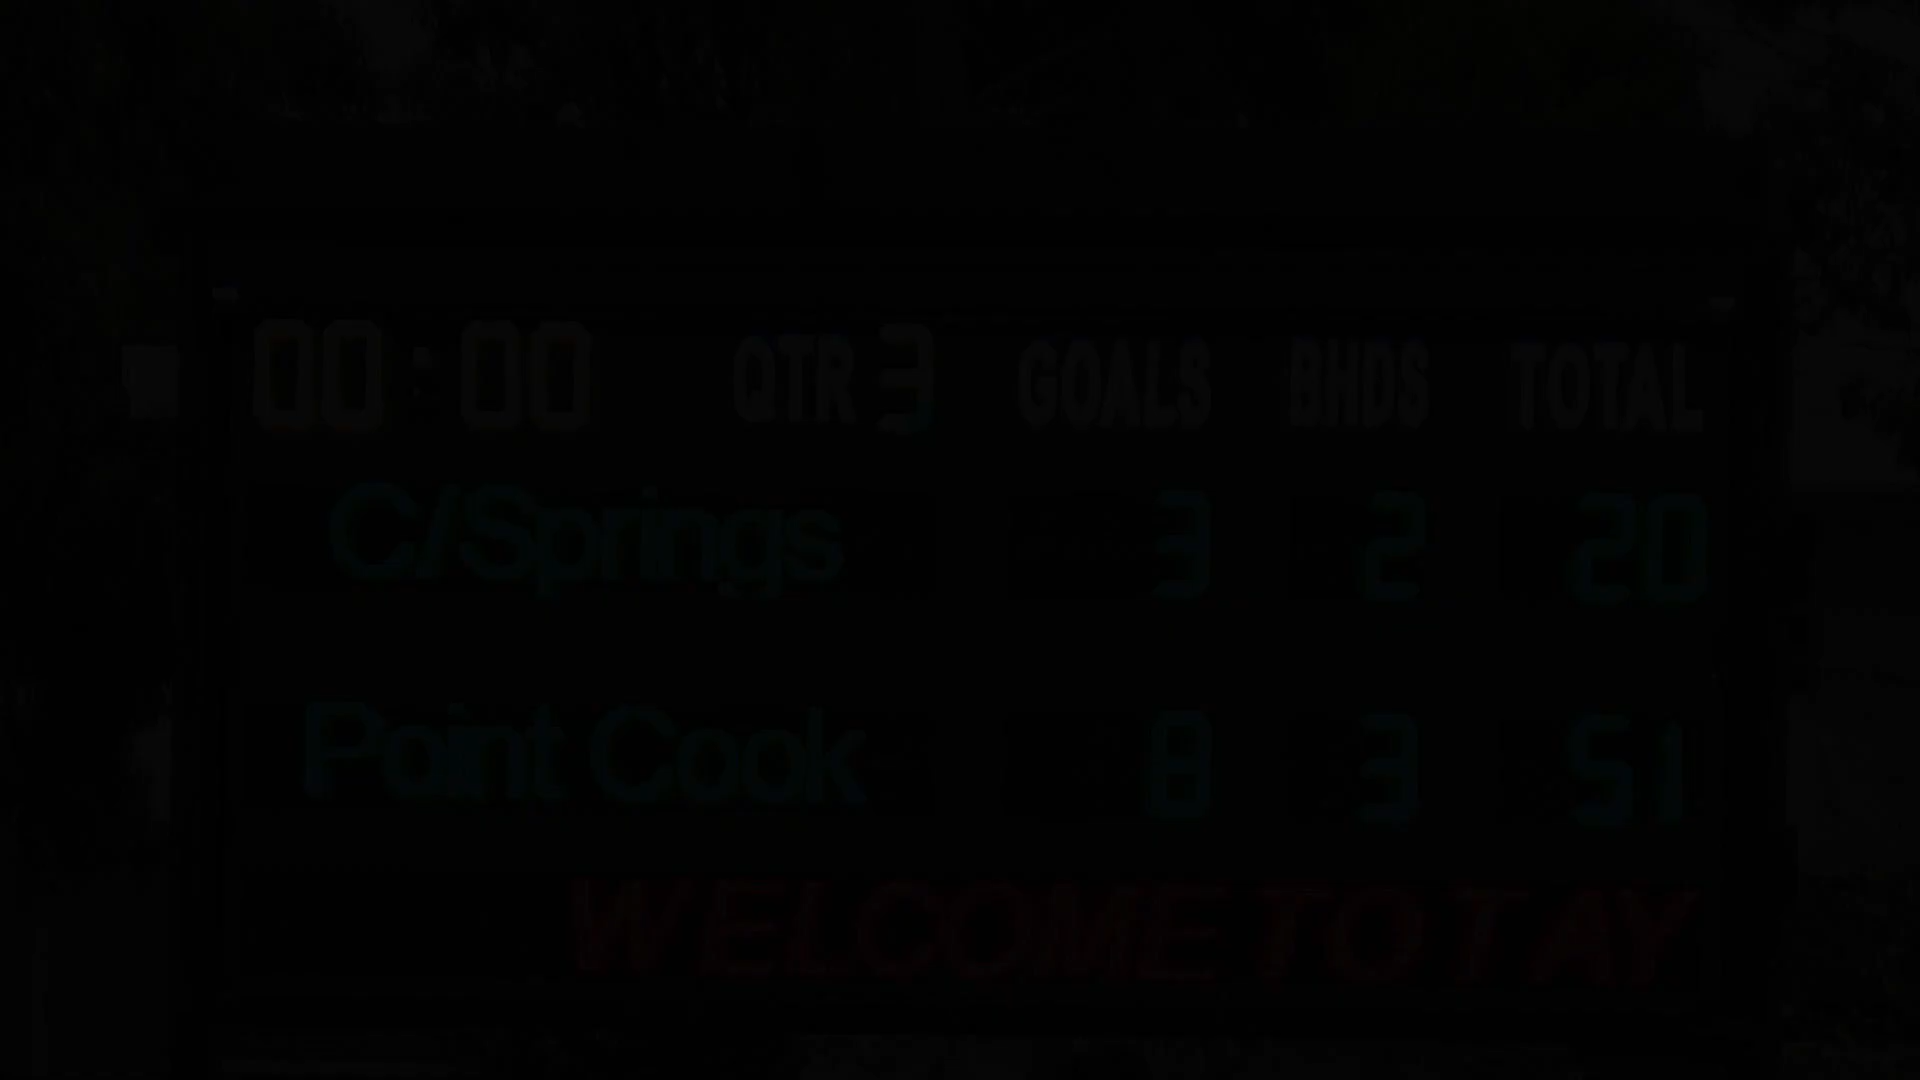 00:00 QTR 3 GOALS BHDS TOTAL
C/Springs 3 2 20
Point Cook 8 3 51
WELCOME TO TAY